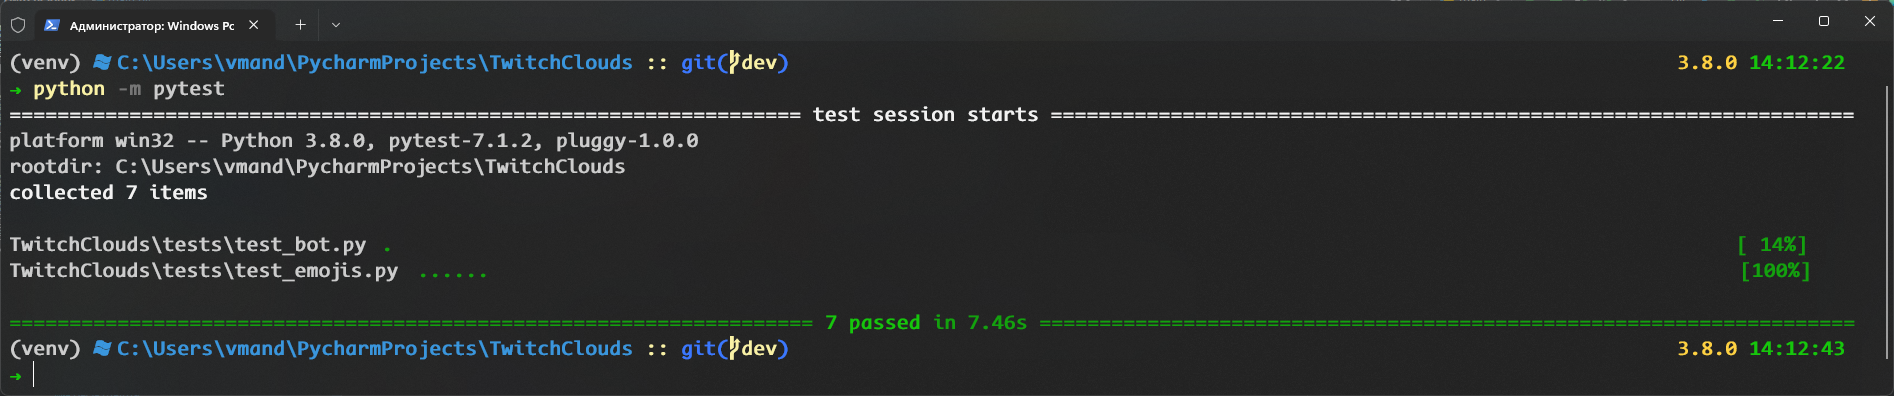 Администратор: Windows Pc
(venv) C:\Users\vmand\PycharmProjects\TwitchClouds :: git(dev) 3.8.0 14:12:22
→ python -m pytest
================================================================== test session starts ===================================================================
platform win32 -- Python 3.8.0, pytest-7.1.2, pluggy-1.0.0
rootdir: C:\Users\vmand\PycharmProjects\TwitchClouds
collected 7 items
TwitchClouds\tests\test_bot.py . [ 14%]
TwitchClouds\tests\test_emojis.py ...... [100%]
=================================================================== 7 passed in 7.46s ====================================================================
(venv) C:\Users\vmand\PycharmProjects\TwitchClouds :: git(dev) 3.8.0 14:12:43
→